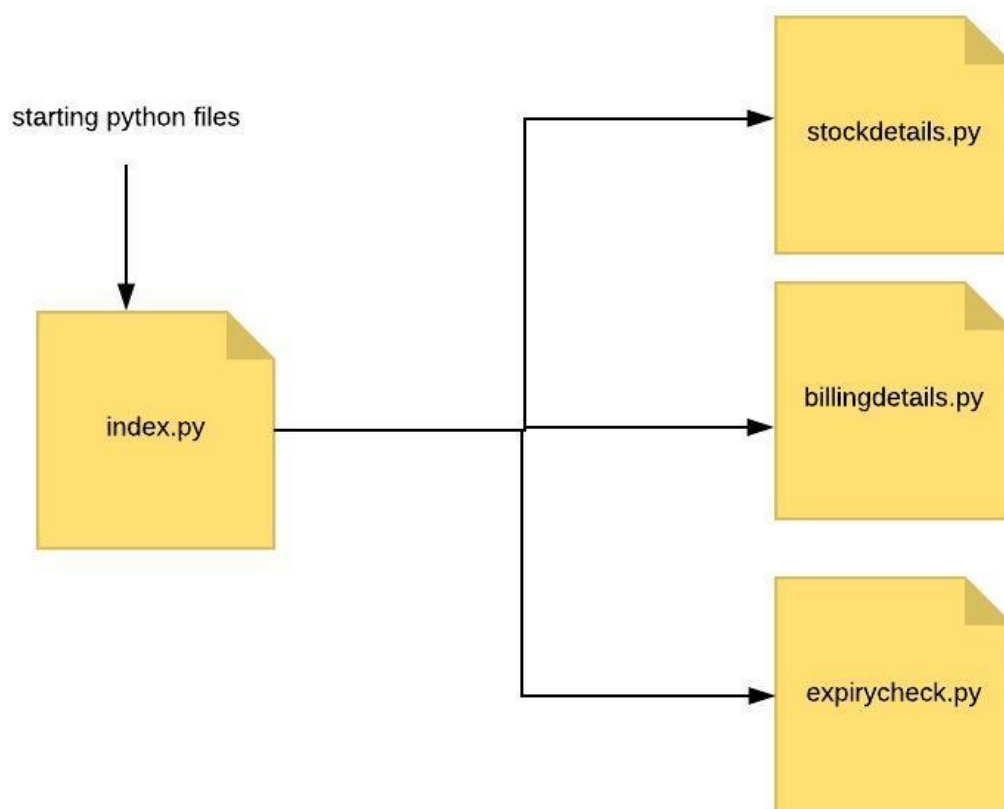 starting python files
index.py
stockdetails.py
billingdetails.py
expirycheck.py